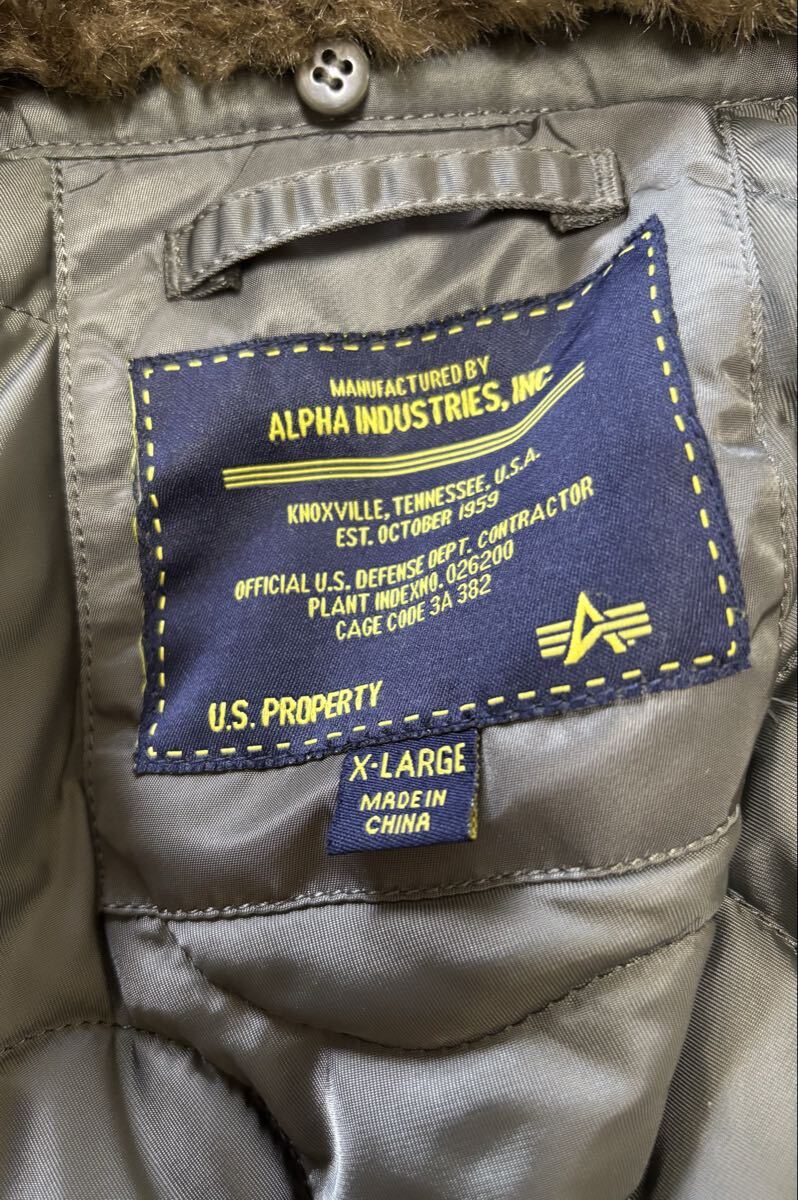 MANUFACTURED BY
ALPHA INDUSTRIES, INC
KNOXVILLE, TENNESSEE, U.S.A.
EST. OCTOBER 1959
OFFICIAL U.S. DEFENSE DEPT. CONTRACTOR
PLANT INDEXNO. 026200
CAGE CODE 3A 382
U.S. PROPERTY
X-LARGE
MADE IN
CHINA